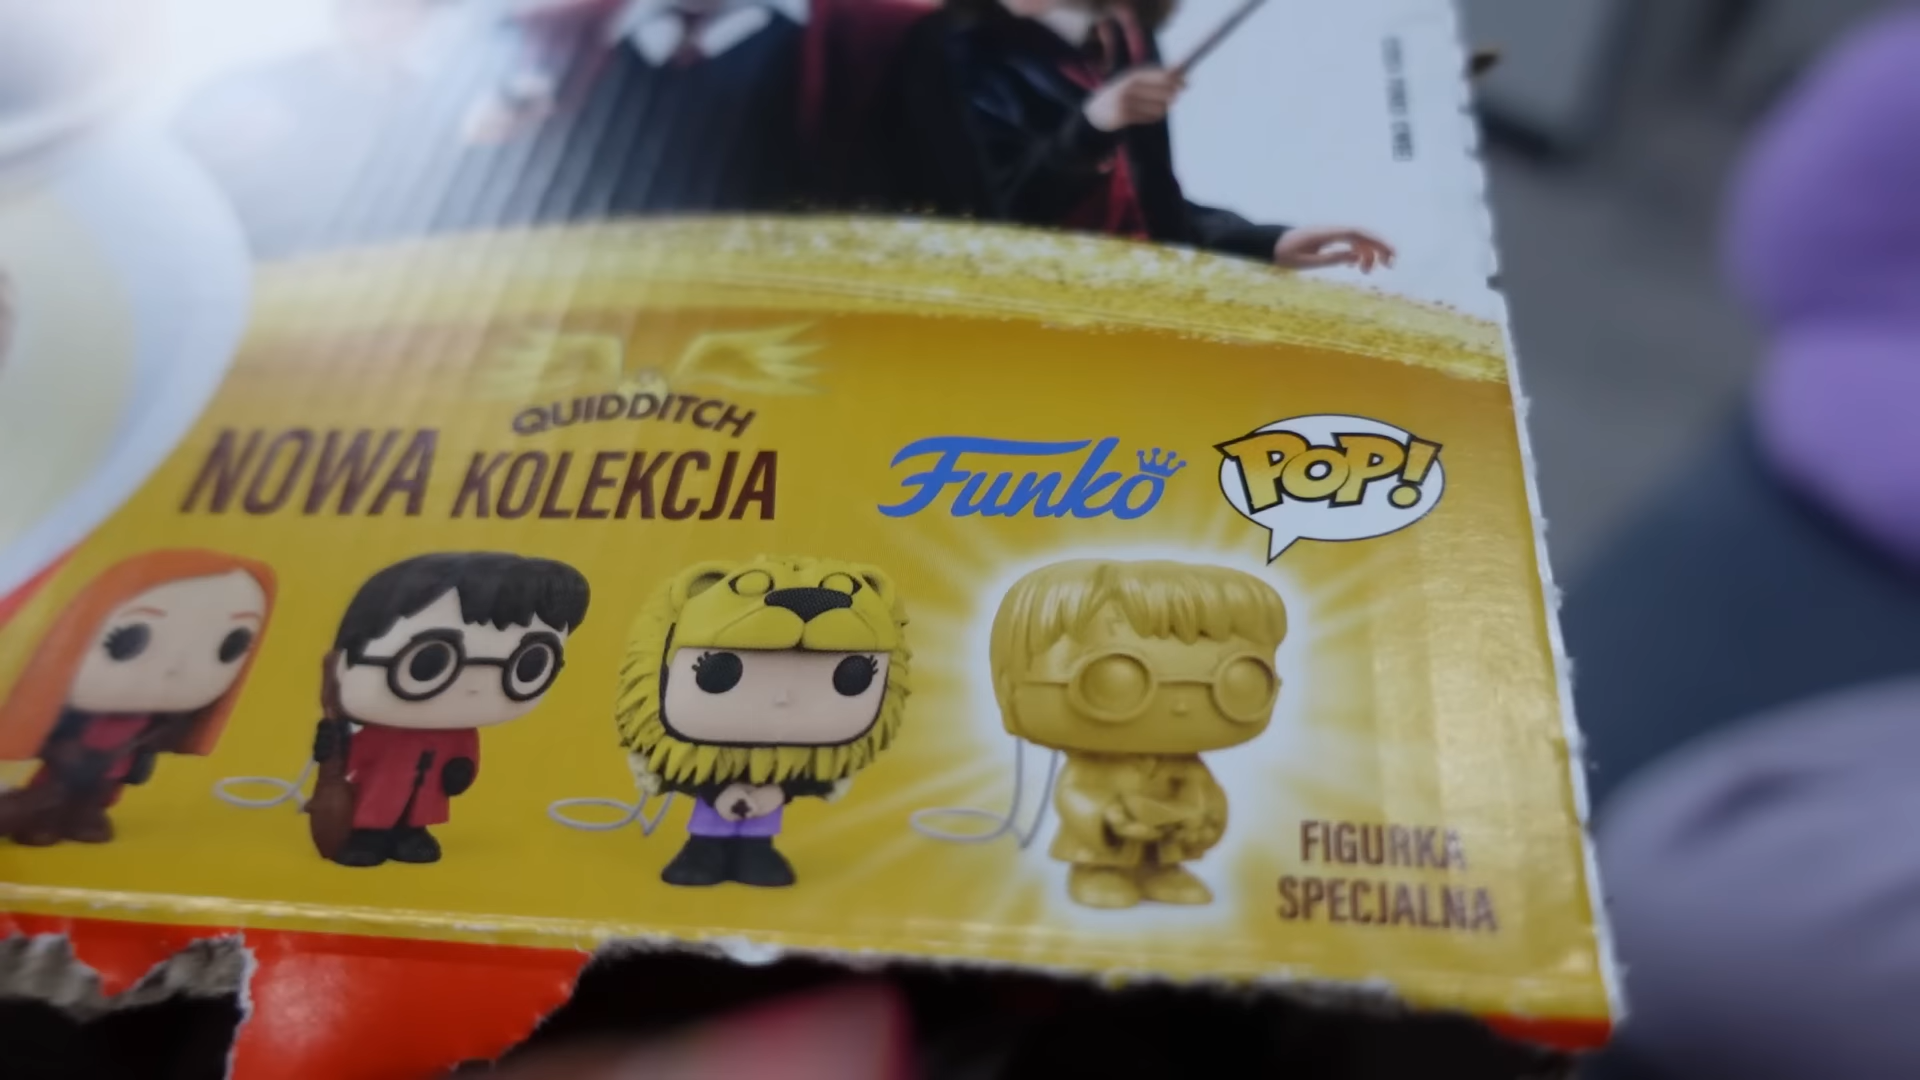 QUIDDITCH
NOWA KOLEKCJA
Funko
POP!
FIGURKA
SPECJALNA